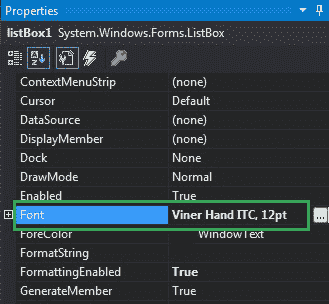 Properties
listBox1 System.Windows.Forms.ListBox
ContextMenuStrip (none)
Cursor Default
DataSource (none)
DisplayMember (none)
Dock None
DrawMode Normal
Enabled True
Font Viner Hand ITC, 12pt ...
ForeColor WindowText
FormatString
FormattingEnabled True
GenerateMember True